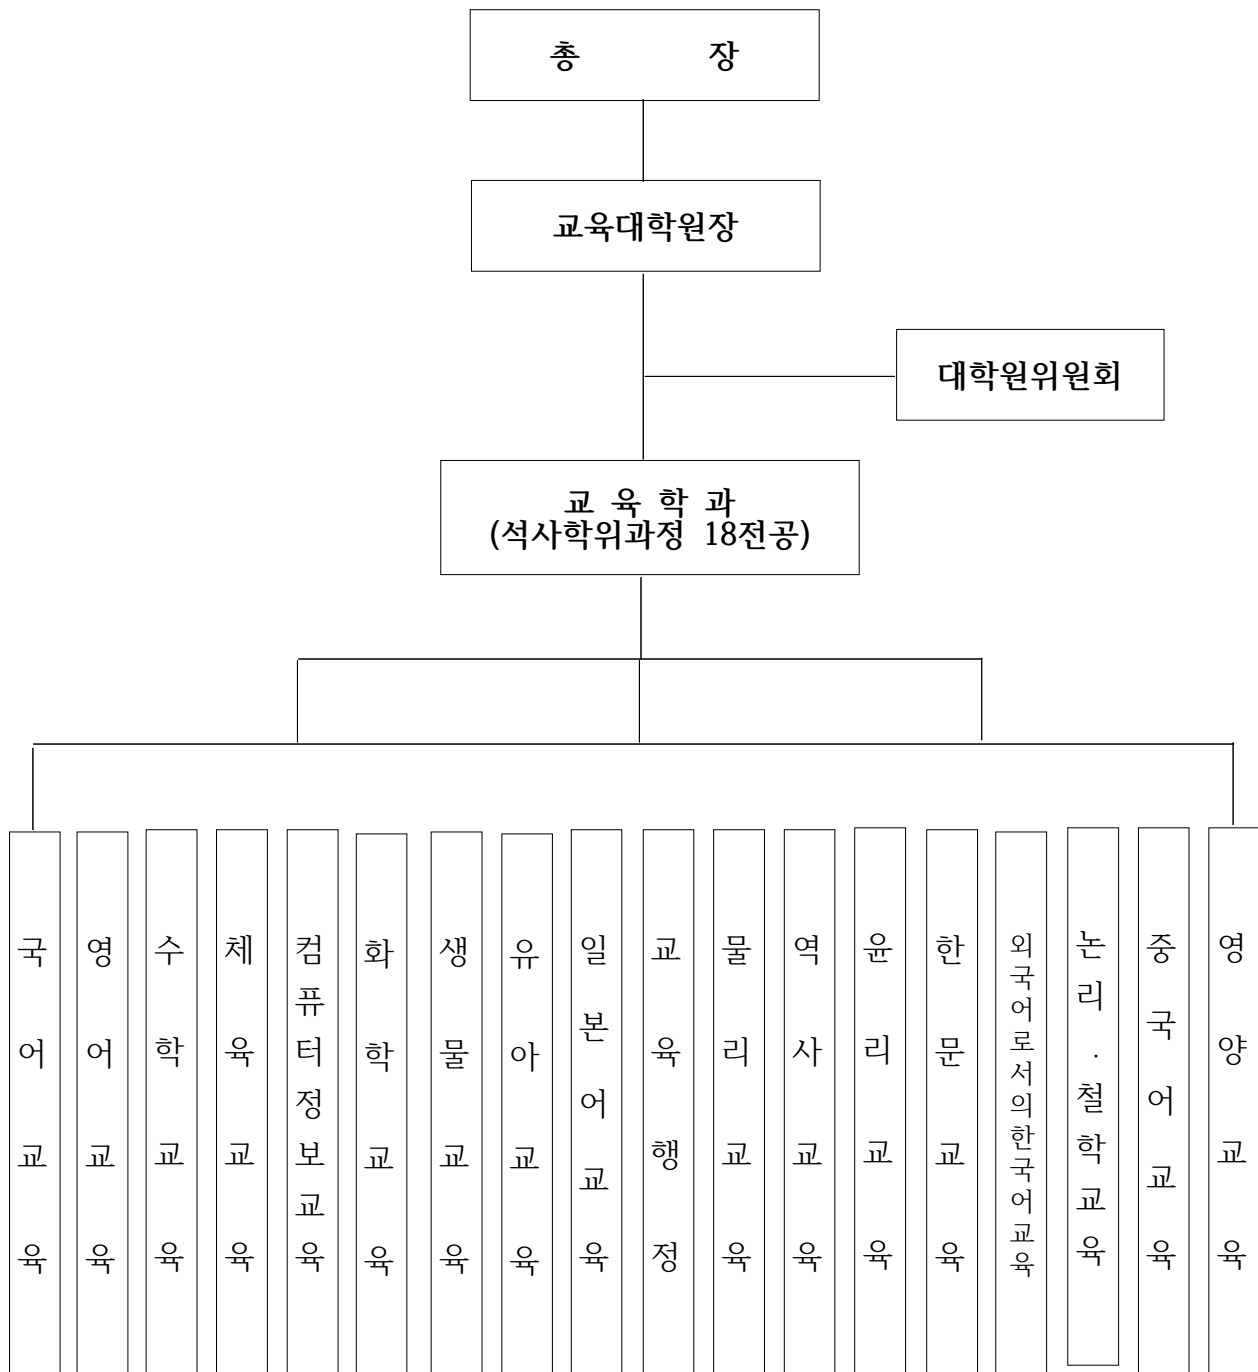 총 장
교육대학원장
대학원위원회
교 육 학 과
(석사학위과정 18전공)
국어교육
영어교육
수학교육
체육교육
컴퓨터정보교육
화학교육
생물교육
유아교육
일본어교육
교육행정
물리교육
역사교육
윤리교육
한문교육
외국어로서의한국어교육
논리.철학교육
중국어교육
영양교육